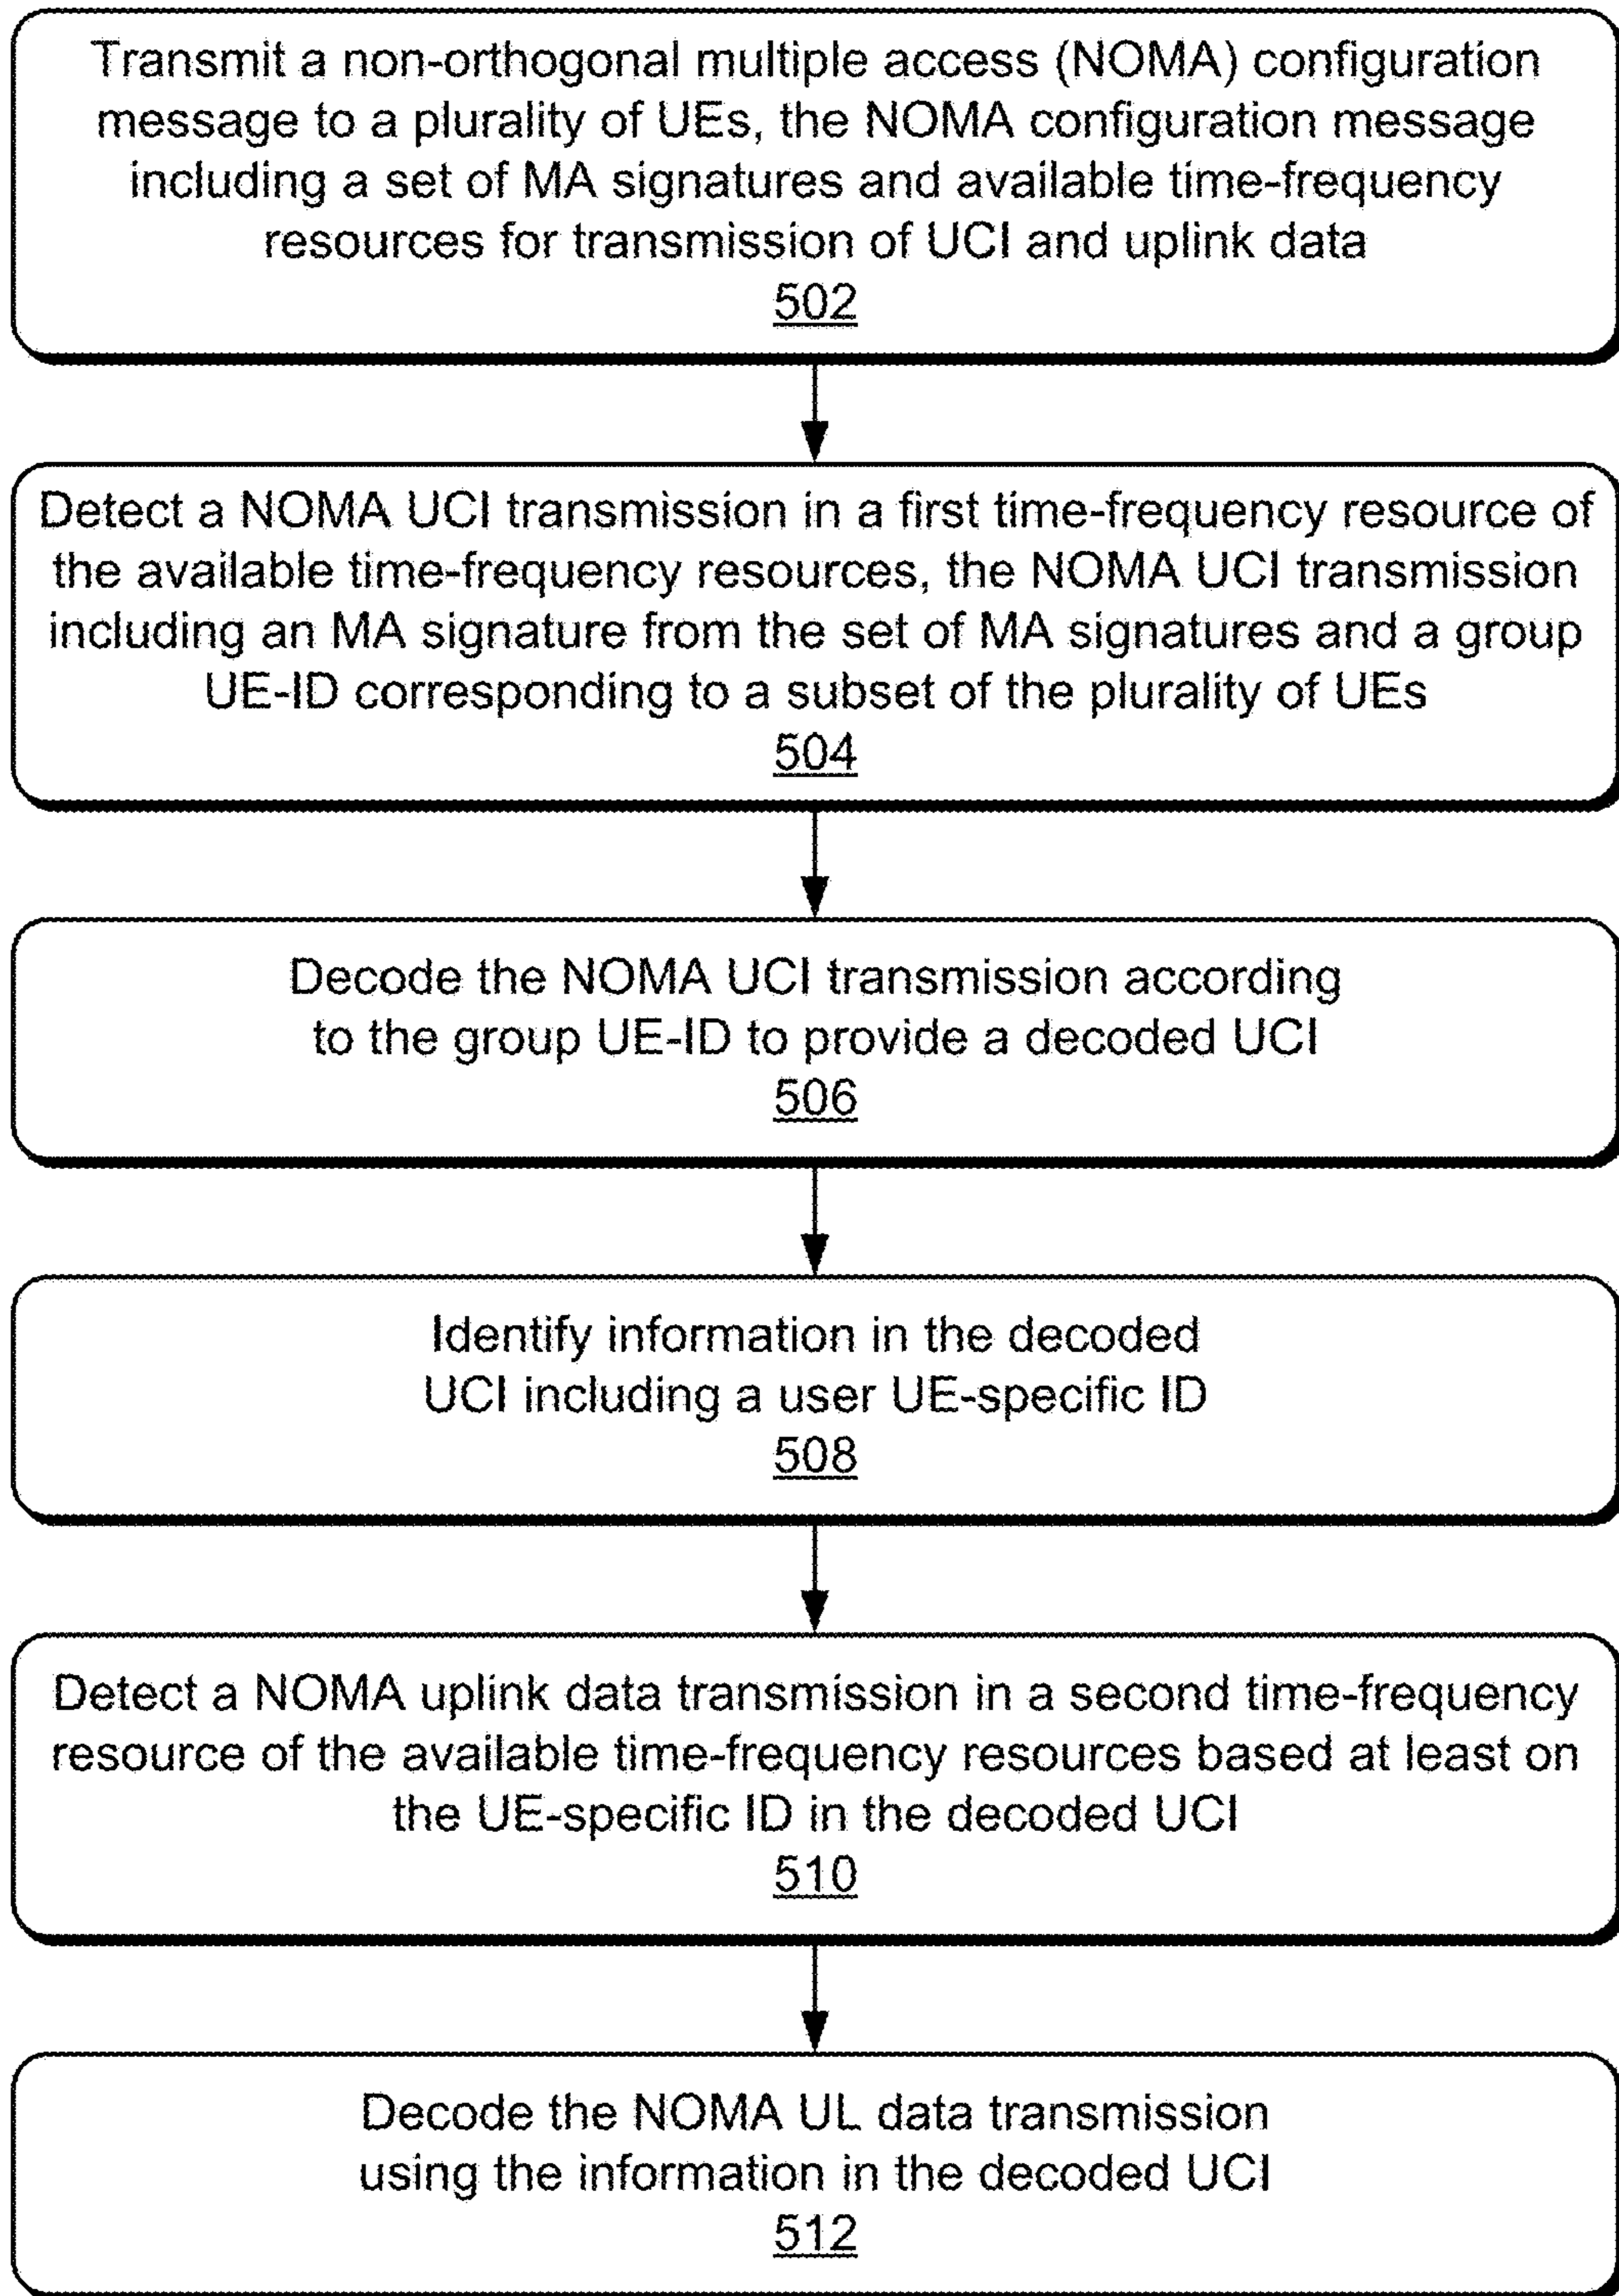 Transmit a non-orthogonal multiple access (NOMA) configuration
message to a plurality of UEs, the NOMA configuration message
including a set of MA signatures and available time-frequency
resources for transmission of UCI and uplink data
502
Detect a NOMA UCI transmission in a first time-frequency resource of
the available time-frequency resources, the NOMA UCI transmission
including an MA signature from the set of MA signatures and a group
UE-ID corresponding to a subset of the plurality of UEs
504
Decode the NOMA UCI transmission according
to the group UE-ID to provide a decoded UCI
506
Identify information in the decoded
UCI including a user UE-specific ID
508
Detect a NOMA uplink data transmission in a second time-frequency
resource of the available time-frequency resources based at least on
the UE-specific ID in the decoded UCI
510
Decode the NOMA UL data transmission
using the information in the decoded UCI
512